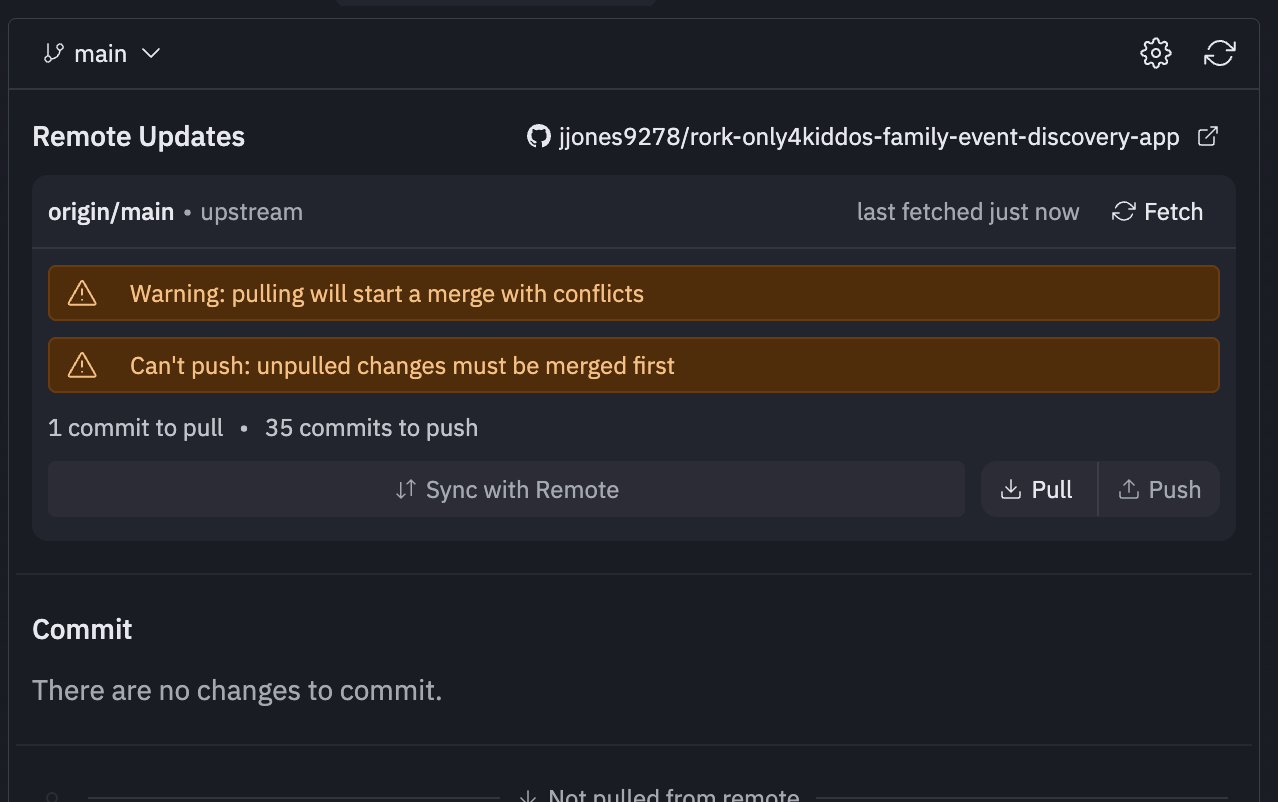 main
Remote Updates
jjones9278/rork-only4kiddos-family-event-discovery-app
origin/main • upstream
last fetched just now
Fetch
Warning: pulling will start a merge with conflicts
Can't push: unpulled changes must be merged first
1 commit to pull • 35 commits to push
Sync with Remote
Pull
Push
Commit
There are no changes to commit.
Not pulled from remote